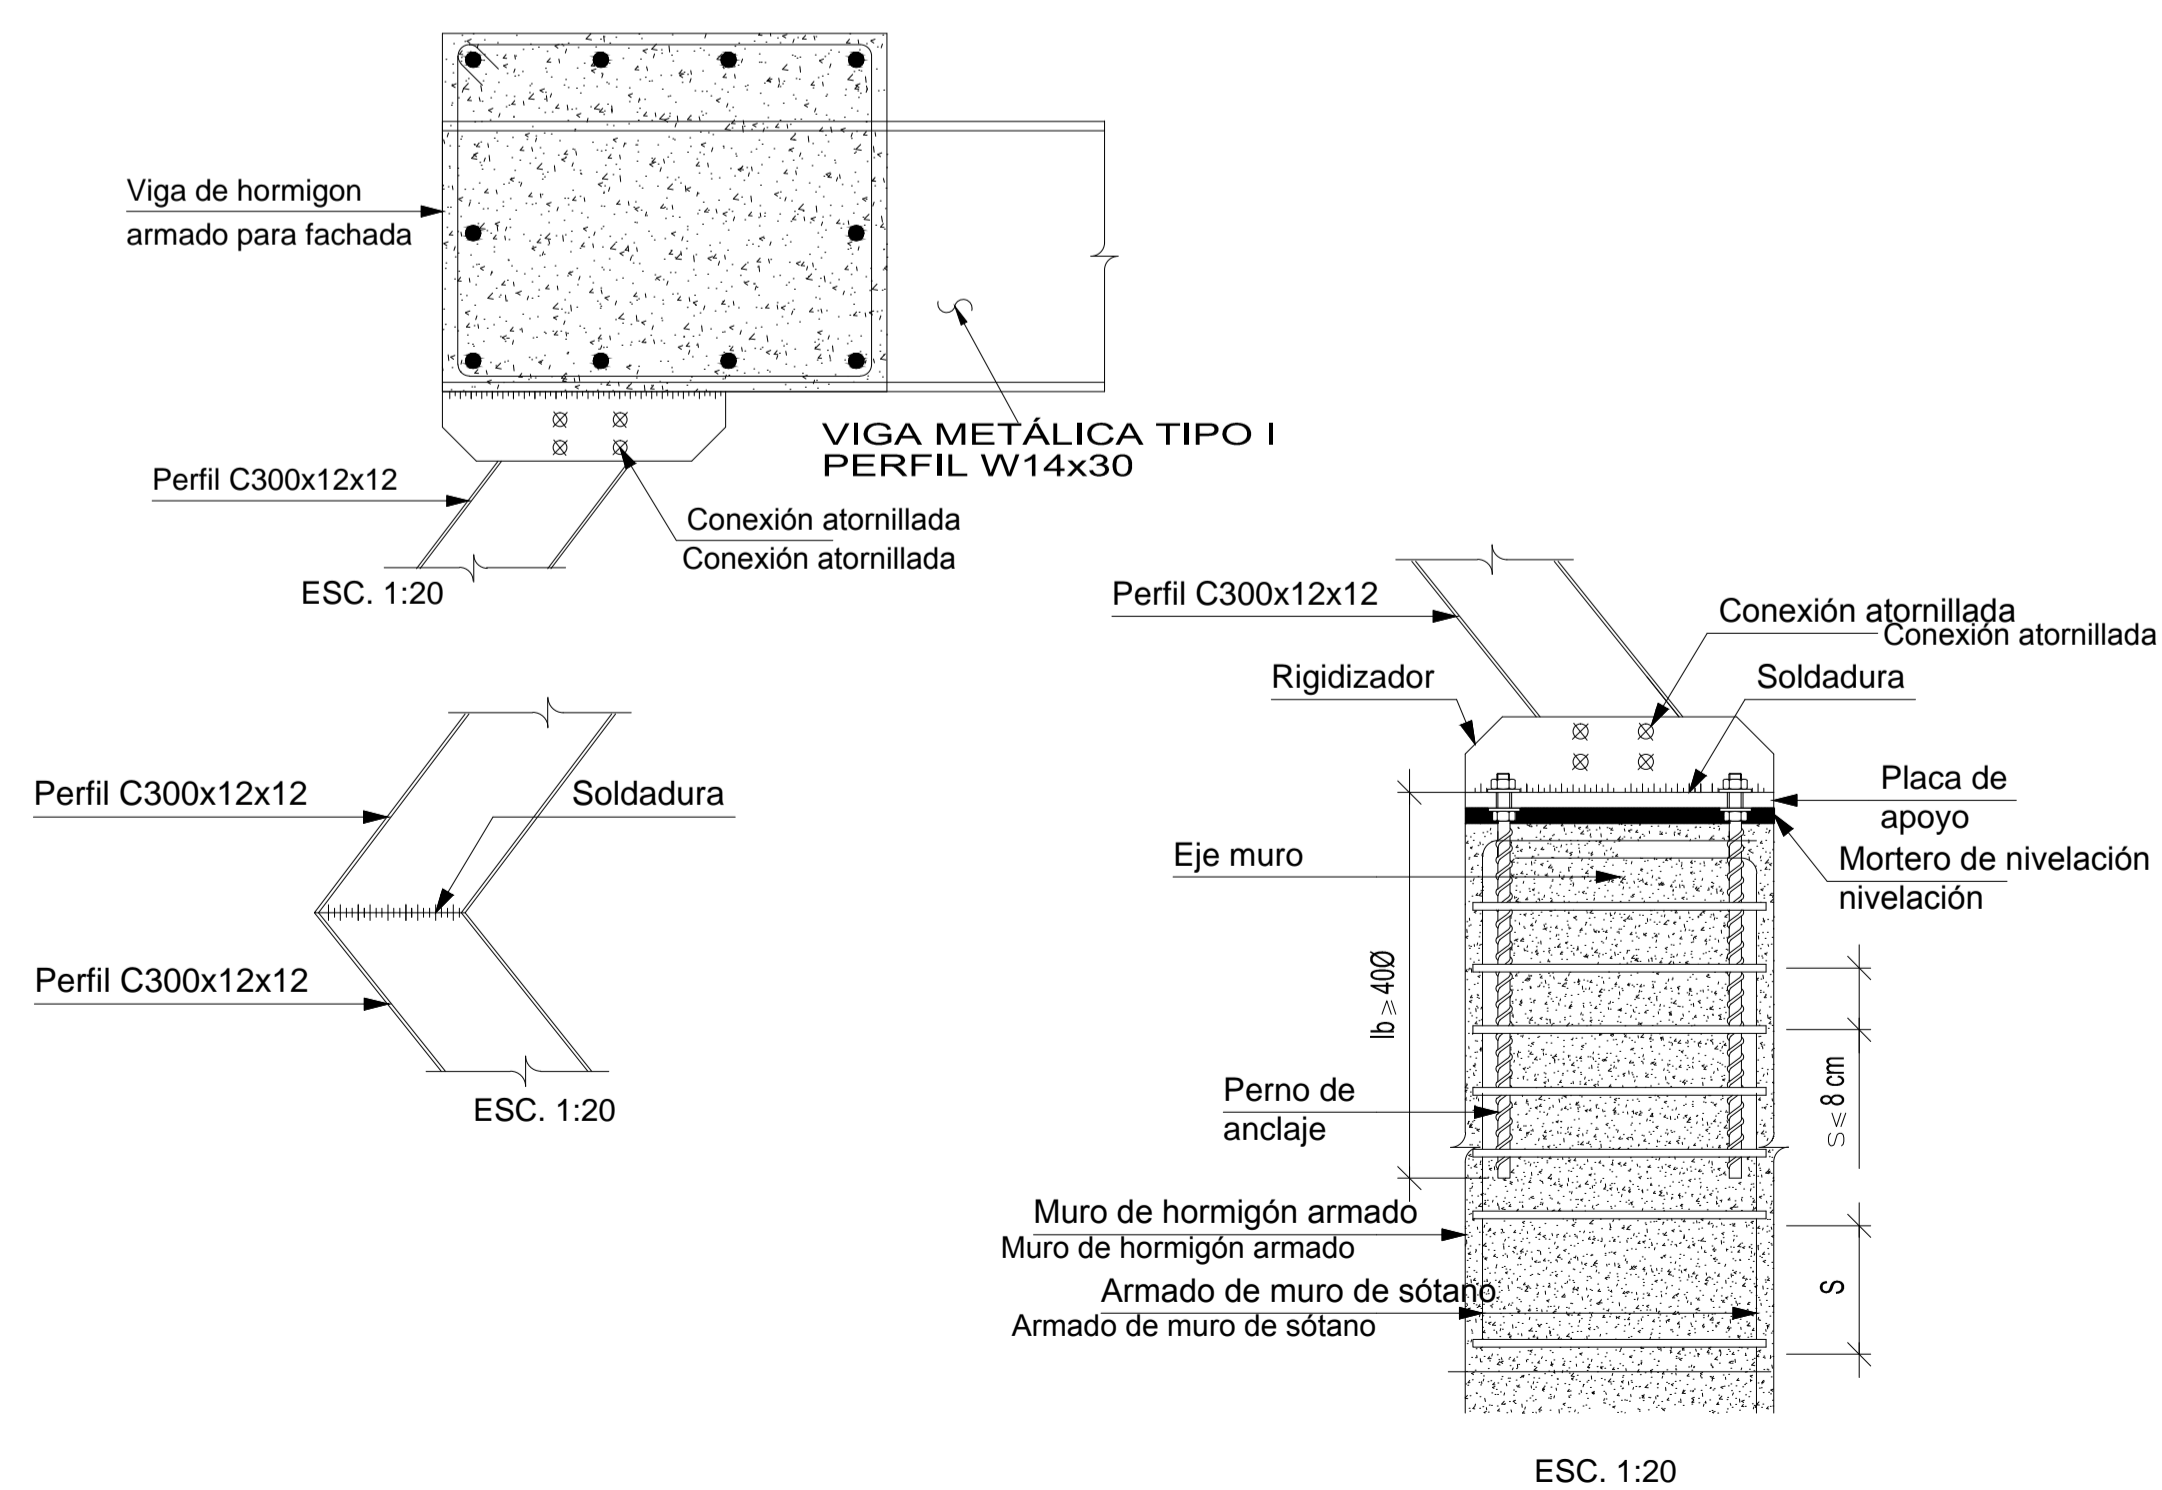 Viga de hormigon
armado para fachada
VIGA METÁLICA TIPO I
PERFIL W14x30
Perfil C300x12x12
Conexión atornillada
Conexión atornillada
ESC. 1:20
Perfil C300x12x12
Soldadura
Perfil C300x12x12
ESC. 1:20
Perfil C300x12x12
Conexión atornillada
Conexión atornillada
Rigidizador
Soldadura
Placa de
apoyo
Eje muro
Mortero de nivelación
nivelación
lb ≥ 40Ø
S ≤ 8 cm
Perno de
anclaje
Muro de hormigón armado
Muro de hormigón armado
Armado de muro de sótano
Armado de muro de sótano
S
ESC. 1:20